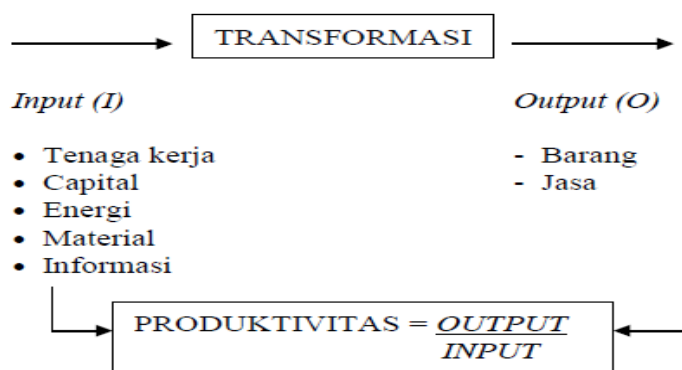 TRANSFORMASI
Input (I)
Output (O)
• Tenaga kerja
• Capital
• Energi
• Material
• Informasi
- Barang
- Jasa
PRODUKTIVITAS = OUTPUT
INPUT